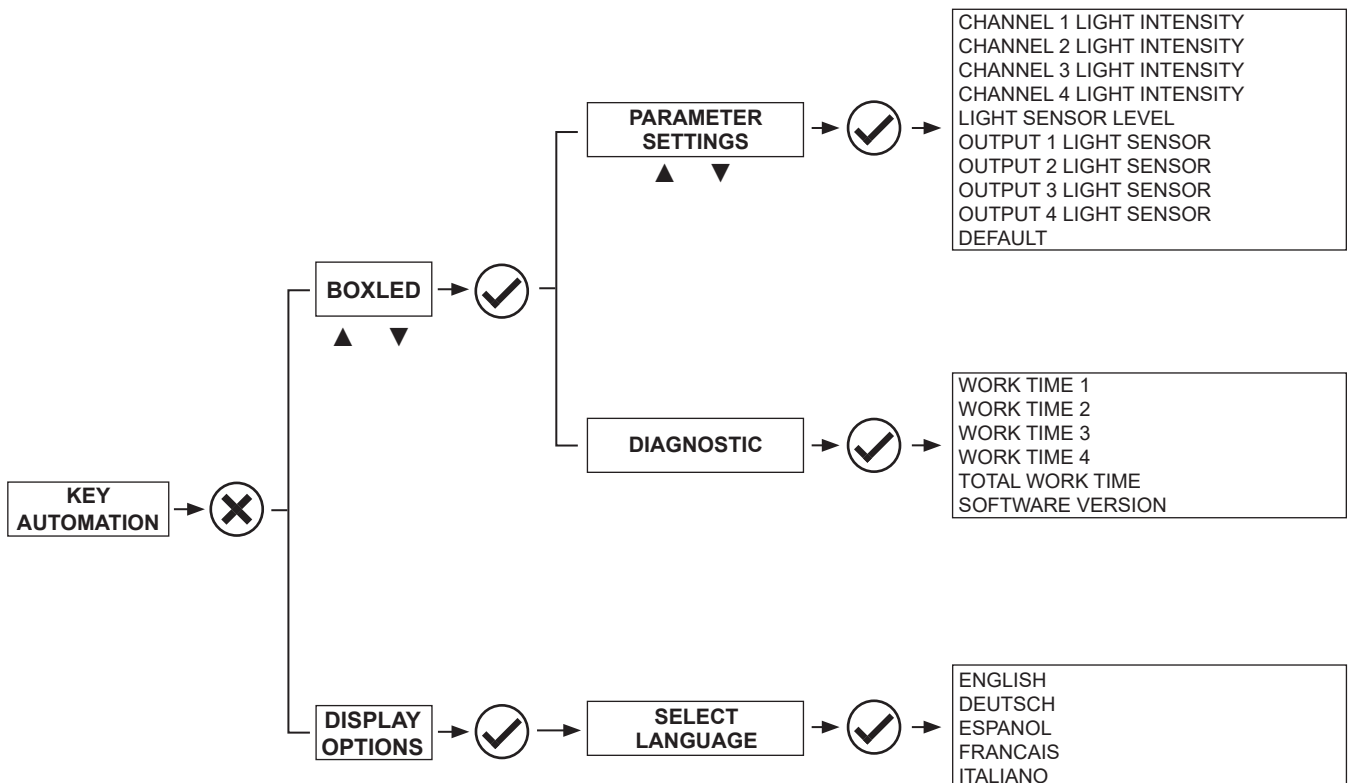 KEY
AUTOMATION
BOXLED
DISPLAY
OPTIONS
PARAMETER
SETTINGS
DIAGNOSTIC
SELECT
LANGUAGE
CHANNEL 1 LIGHT INTENSITY
CHANNEL 2 LIGHT INTENSITY
CHANNEL 3 LIGHT INTENSITY
CHANNEL 4 LIGHT INTENSITY
LIGHT SENSOR LEVEL
OUTPUT 1 LIGHT SENSOR
OUTPUT 2 LIGHT SENSOR
OUTPUT 3 LIGHT SENSOR
OUTPUT 4 LIGHT SENSOR
DEFAULT
WORK TIME 1
WORK TIME 2
WORK TIME 3
WORK TIME 4
TOTAL WORK TIME
SOFTWARE VERSION
ENGLISH
DEUTSCH
ESPANOL
FRANCAIS
ITALIANO